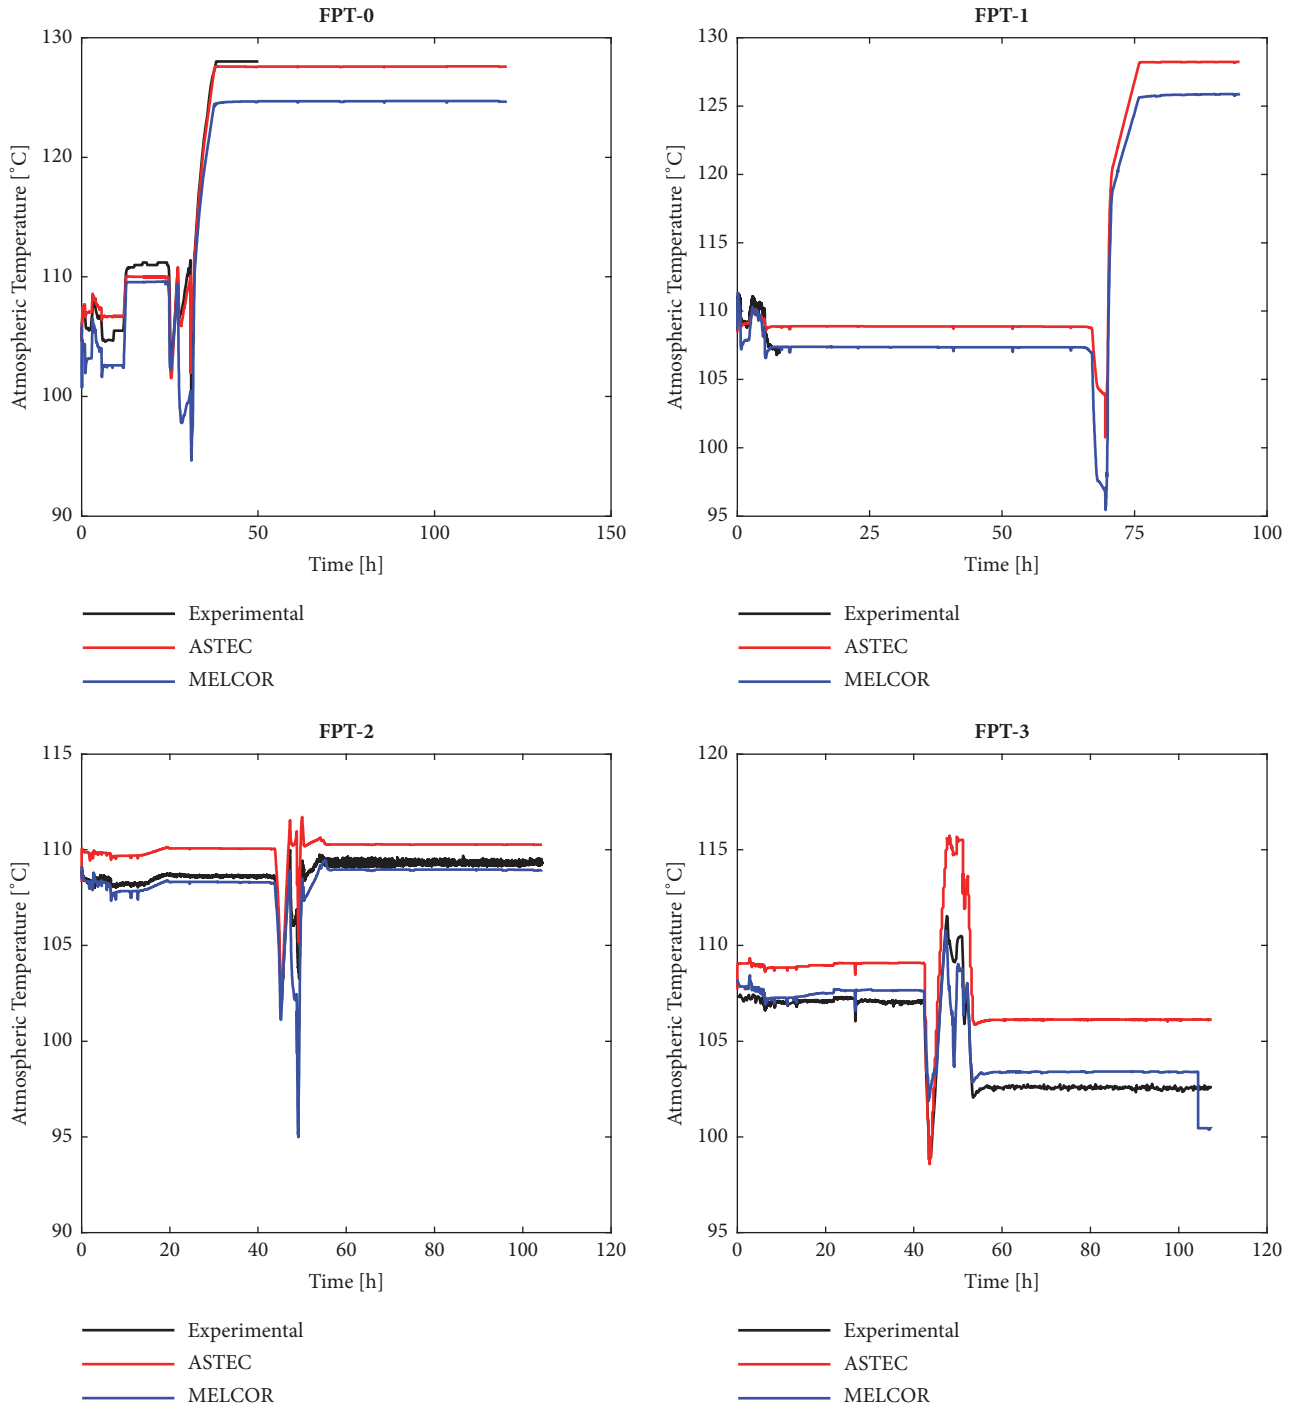 FPT-0
130
120
110
100
90
Atmospheric Temperature [˚C]
0
50
100
150
Time [h]
Experimental
ASTEC
MELCOR
FPT-1
130
125
120
115
110
105
100
95
Atmospheric Temperature [˚C]
0
25
50
75
100
Time [h]
Experimental
ASTEC
MELCOR
FPT-2
115
110
105
100
95
90
Atmospheric Temperature [˚C]
0
20
40
60
80
100
120
Time [h]
Experimental
ASTEC
MELCOR
FPT-3
120
115
110
105
100
95
Atmospheric Temperature [˚C]
0
20
40
60
80
100
120
Time [h]
Experimental
ASTEC
MELCOR